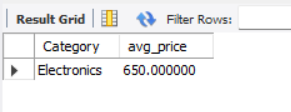 Result Grid Filter Rows:
Category avg_price
Electronics 650.000000